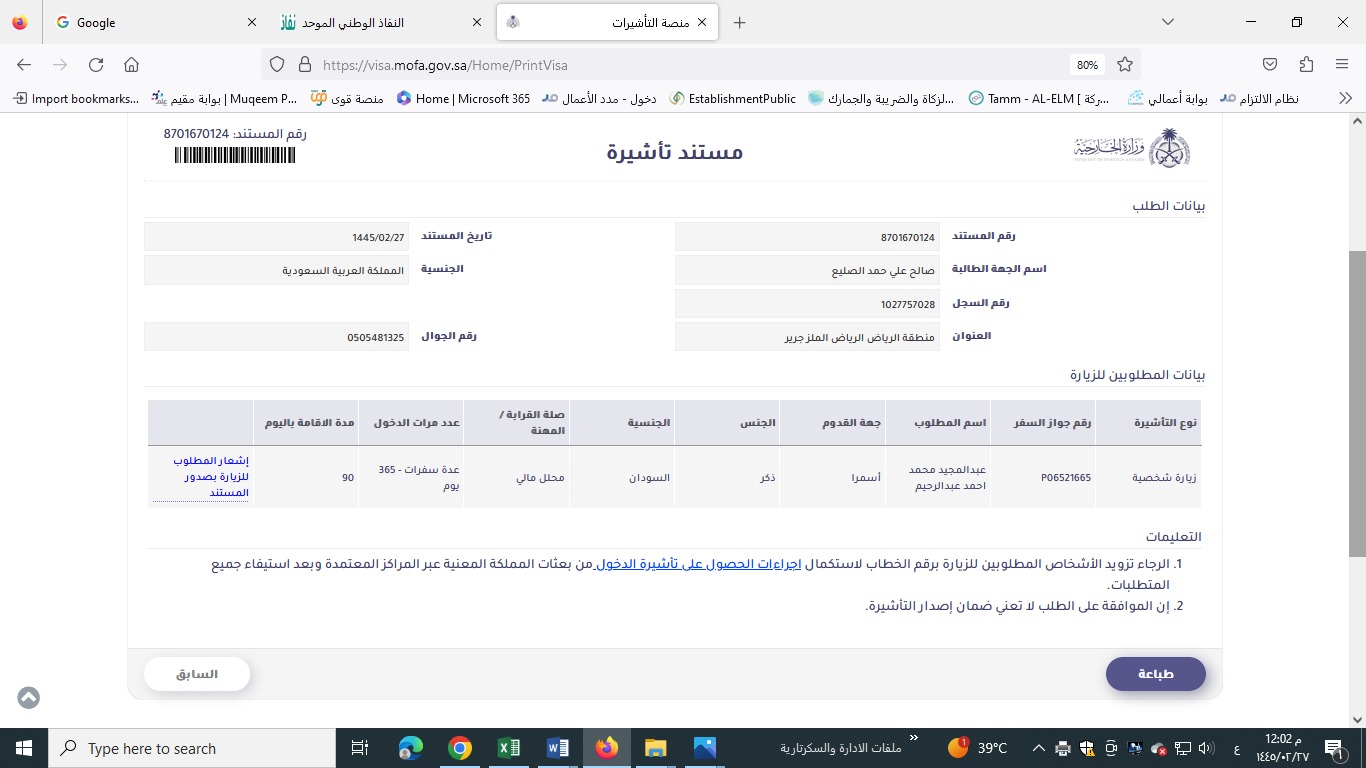 Google
النفاذ الوطني الموحد
منصة التأشيرات
https://visa.mofa.gov.sa/Home/PrintVisa
80%
Import bookmarks...
بوابة مقيم | Muqeem P...
منصة قوى
Home | Microsoft 365
دخول - مدد الأعمال
EstablishmentPublic
الزكاة والضريبة والجمارك...
Tamm - AL-ELM [ شركة...
بوابة أعمالي
نظام الالتزام
رقم المستند: 8701670124
مستند تأشيرة
وزارة الخارجية
MINISTRY OF FOREIGN AFFAIRS
بيانات الطلب
رقم المستند 8701670124 تاريخ المستند 1445/02/27
اسم الجهة الطالبة صالح علي حمد الصليع الجنسية المملكة العربية السعودية
رقم السجل 1027757028
العنوان منطقة الرياض الرياض الملز جرير رقم الجوال 0505481325
بيانات المطلوبين للزيارة
نوع التأشيرة رقم جواز السفر اسم المطلوب جهة القدوم الجنس الجنسية صلة القرابة / المهنة عدد مرات الدخول مدة الاقامة باليوم
زيارة شخصية P06521665 عبدالمجيد محمد احمد عبدالرحيم أسمرا ذكر السودان محلل مالي عدة سفرات - 365 يوم 90 إشعار المطلوب للزيارة بصدور المستند
التعليمات
1. الرجاء تزويد الأشخاص المطلوبين للزيارة برقم الخطاب لاستكمال اجراءات الحصول على تأشيرة الدخول من بعثات المملكة المعنية عبر المراكز المعتمدة وبعد استيفاء جميع
المتطلبات.
2. إن الموافقة على الطلب لا تعني ضمان إصدار التأشيرة.
طباعة
السابق
Type here to search
ملفات الادارة والسكرتارية
1
39°C
ع
12:02 م
١٤٤٥/٠٢/٢٧
1